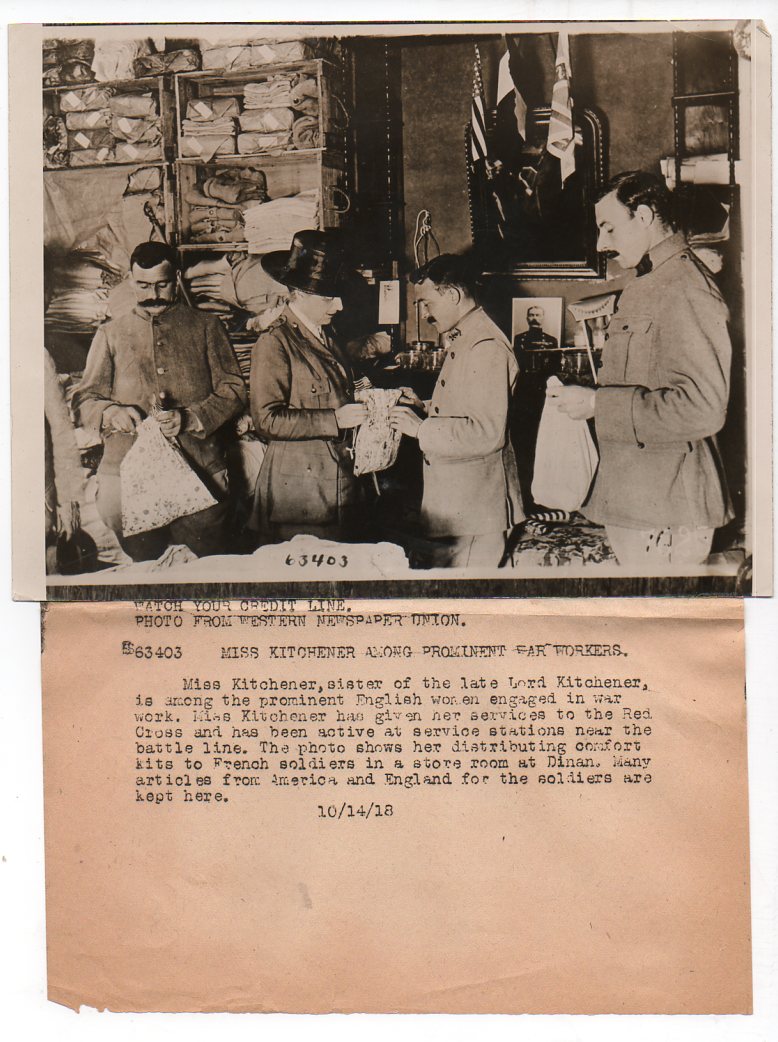 63403
WATCH YOUR CREDIT LINE.
PHOTO FROM WESTERN NEWSPAPER UNION.
63403 MISS KITCHENER AMONG PROMINENT WAR WORKERS.
Miss Kitchener, sister of the late Lord Kitchener,
is among the prominent English women engaged in war
work. Miss Kitchener has given her services to the Red
Cross and has been active at service stations near the
battle line. The photo shows her distributing comfort
kits to French soldiers in a store room at Dinan. Many
articles from America and England for the soldiers are
kept here.
10/14/18